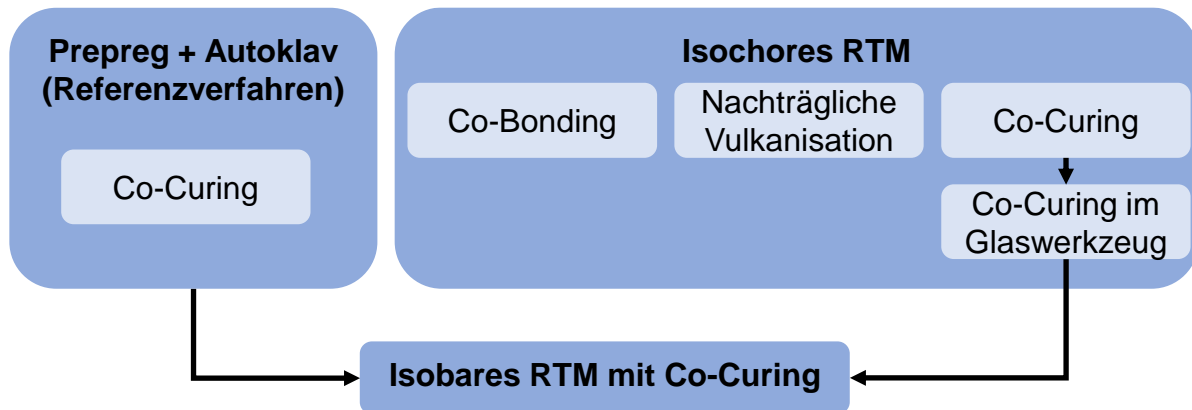 Prepreg + Autoklav
(Referenzverfahren)
Co-Curing
Isochores RTM
Co-Bonding
Nachträgliche
Vulkanisation
Co-Curing
Co-Curing im
Glaswerkzeug
Isobares RTM mit Co-Curing